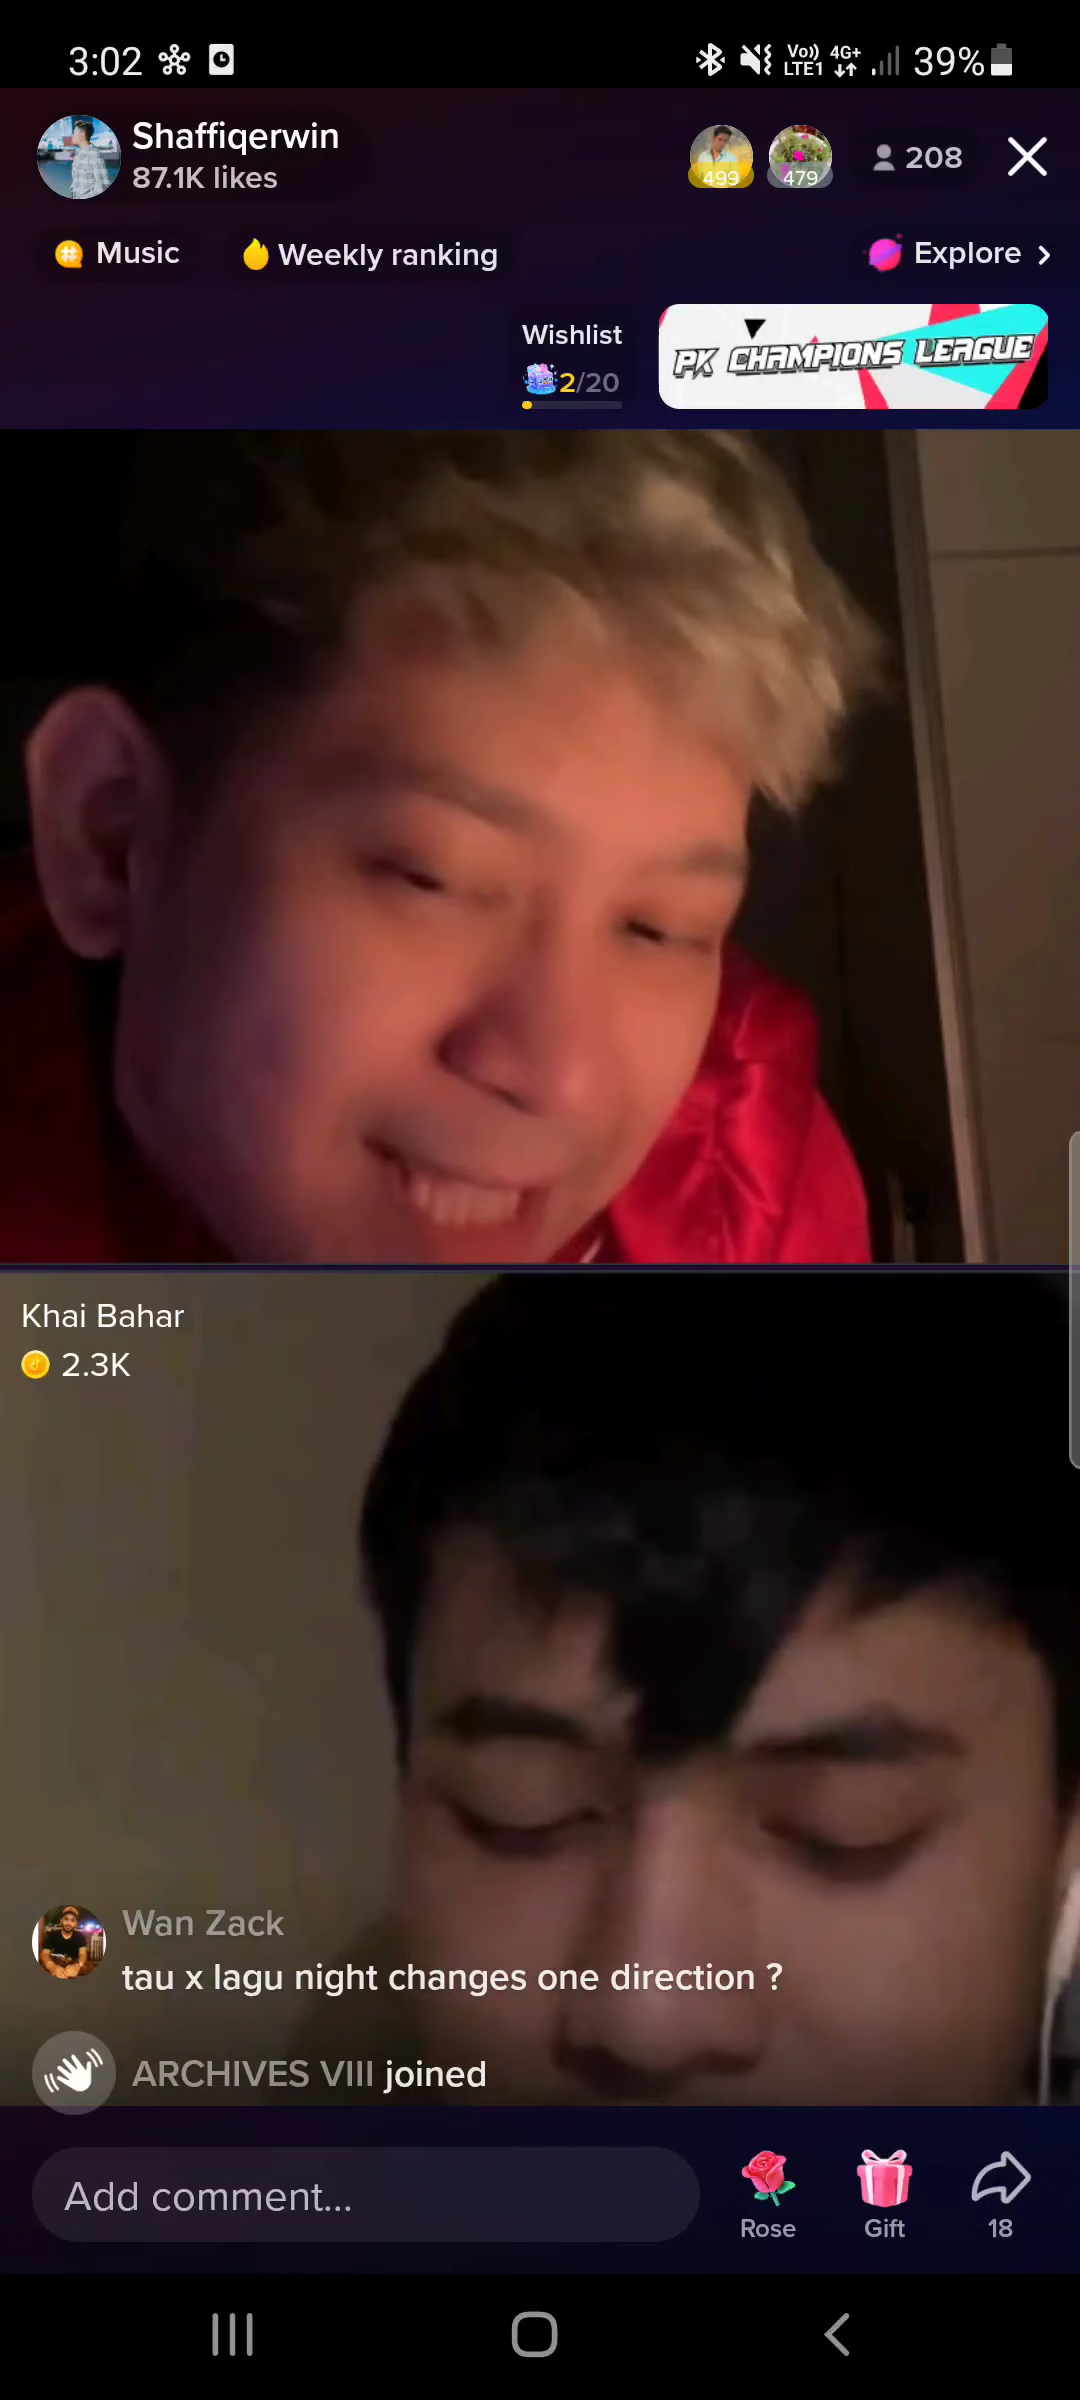 3:02
Vo))
LTE1
4G+
39%
Shaffiqerwin
87.1K likes
499
479
208
Music
Weekly ranking
Explore
Wishlist
2/20
PK CHAMPIONS LEAGUE
Khai Bahar
2.3K
Wan Zack
tau x lagu night changes one direction ?
ARCHIVES VIII joined
Add comment...
Rose
Gift
18